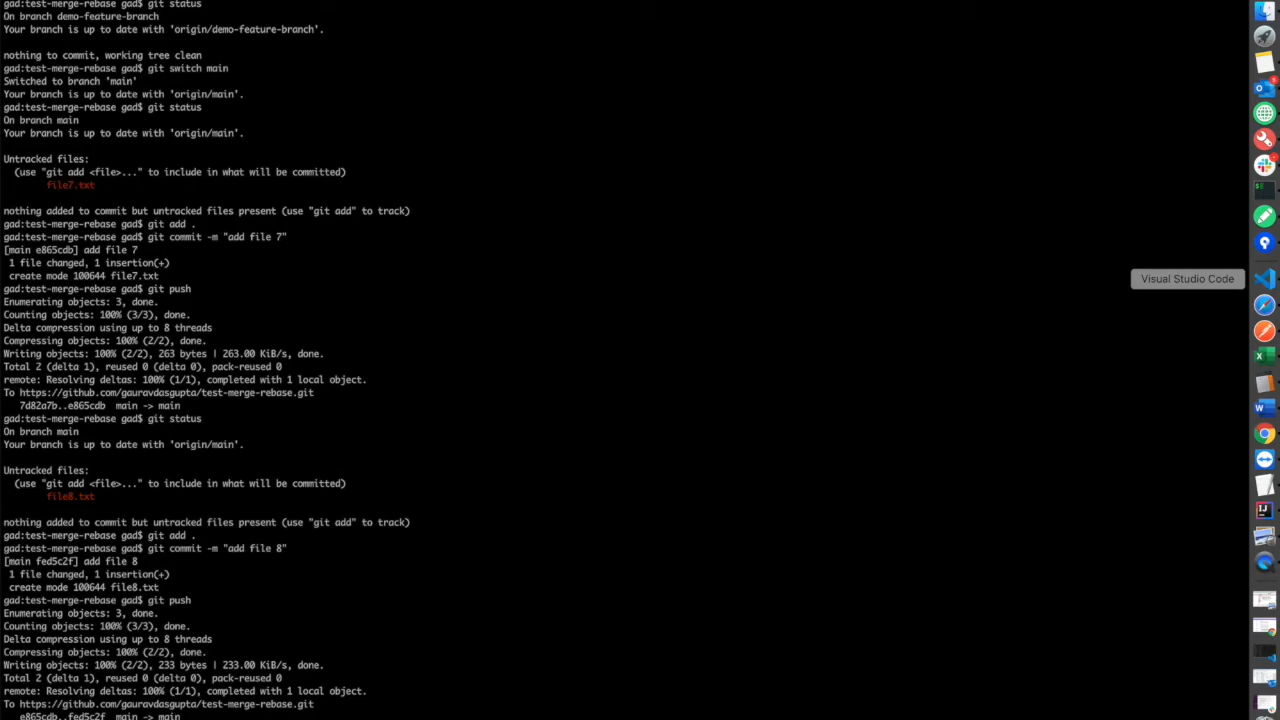 gad:test-merge-rebase gad$ git status
On branch demo-feature-branch
Your branch is up to date with 'origin/demo-feature-branch'.
nothing to commit, working tree clean
gad:test-merge-rebase gad$ git switch main
Switched to branch 'main'
Your branch is up to date with 'origin/main'.
gad:test-merge-rebase gad$ git status
On branch main
Your branch is up to date with 'origin/main'.
Untracked files:
  (use "git add <file>..." to include in what will be committed)
        file7.txt
nothing added to commit but untracked files present (use "git add" to track)
gad:test-merge-rebase gad$ git add .
gad:test-merge-rebase gad$ git commit -m "add file 7"
[main e865cdb] add file 7
 1 file changed, 1 insertion(+)
 create mode 100644 file7.txt
gad:test-merge-rebase gad$ git push
Visual Studio Code
Enumerating objects: 3, done.
Counting objects: 100% (3/3), done.
Delta compression using up to 8 threads
Compressing objects: 100% (2/2), done.
Writing objects: 100% (2/2), 263 bytes | 263.00 KiB/s, done.
Total 2 (delta 1), reused 0 (delta 0), pack-reused 0
remote: Resolving deltas: 100% (1/1), completed with 1 local object.
To https://github.com/gauravdasgupta/test-merge-rebase.git
   7d82a7b..e865cdb  main -> main
gad:test-merge-rebase gad$ git status
On branch main
Your branch is up to date with 'origin/main'.
Untracked files:
  (use "git add <file>..." to include in what will be committed)
        file8.txt
nothing added to commit but untracked files present (use "git add" to track)
gad:test-merge-rebase gad$ git add .
gad:test-merge-rebase gad$ git commit -m "add file 8"
[main fed5c2f] add file 8
 1 file changed, 1 insertion(+)
 create mode 100644 file8.txt
gad:test-merge-rebase gad$ git push
Enumerating objects: 3, done.
Counting objects: 100% (3/3), done.
Delta compression using up to 8 threads
Compressing objects: 100% (2/2), done.
Writing objects: 100% (2/2), 233 bytes | 233.00 KiB/s, done.
Total 2 (delta 1), reused 0 (delta 0), pack-reused 0
remote: Resolving deltas: 100% (1/1), completed with 1 local object.
To https://github.com/gauravdasgupta/test-merge-rebase.git
   e865cdb..fed5c2f  main -> main